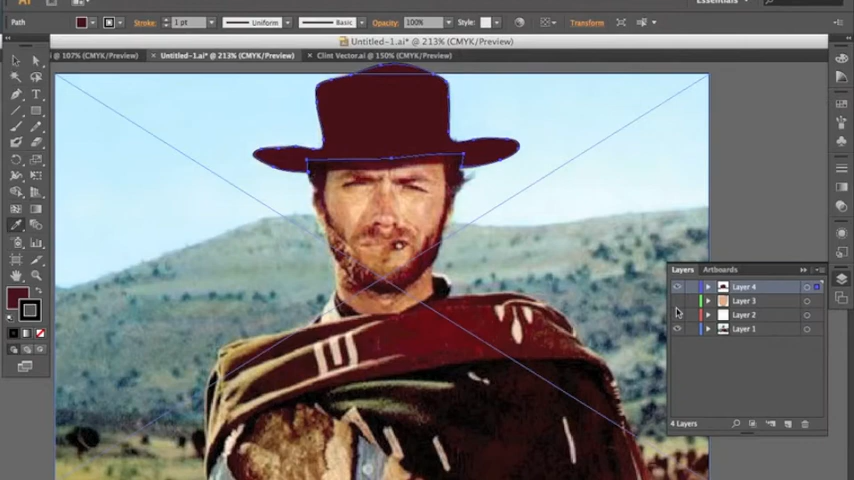 Essentials
Path
Stroke:
1 pt
Uniform
Basic
Opacity:
100%
Style:
Transform
Untitled-1.ai* @ 213% (CMYK/Preview)
@ 107% (CMYK/Preview)
Untitled-1.ai* @ 213% (CMYK/Preview)
Clint Vector.ai @ 150% (CMYK/Preview)
Layers
Artboards
Layer 4
Layer 3
Layer 2
Layer 1
4 Layers